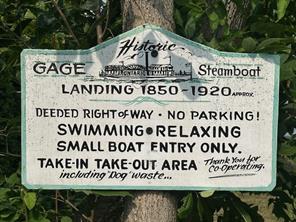 Historic
GAGE Steamboat
LANDING 1850-1920 APPROX.
DEEDED RIGHT OF WAY • NO PARKING!
SWIMMING • RELAXING
SMALL BOAT ENTRY ONLY.
TAKE-IN TAKE-OUT AREA
including "Dog" waste...
Thank You for
Co-Operating.